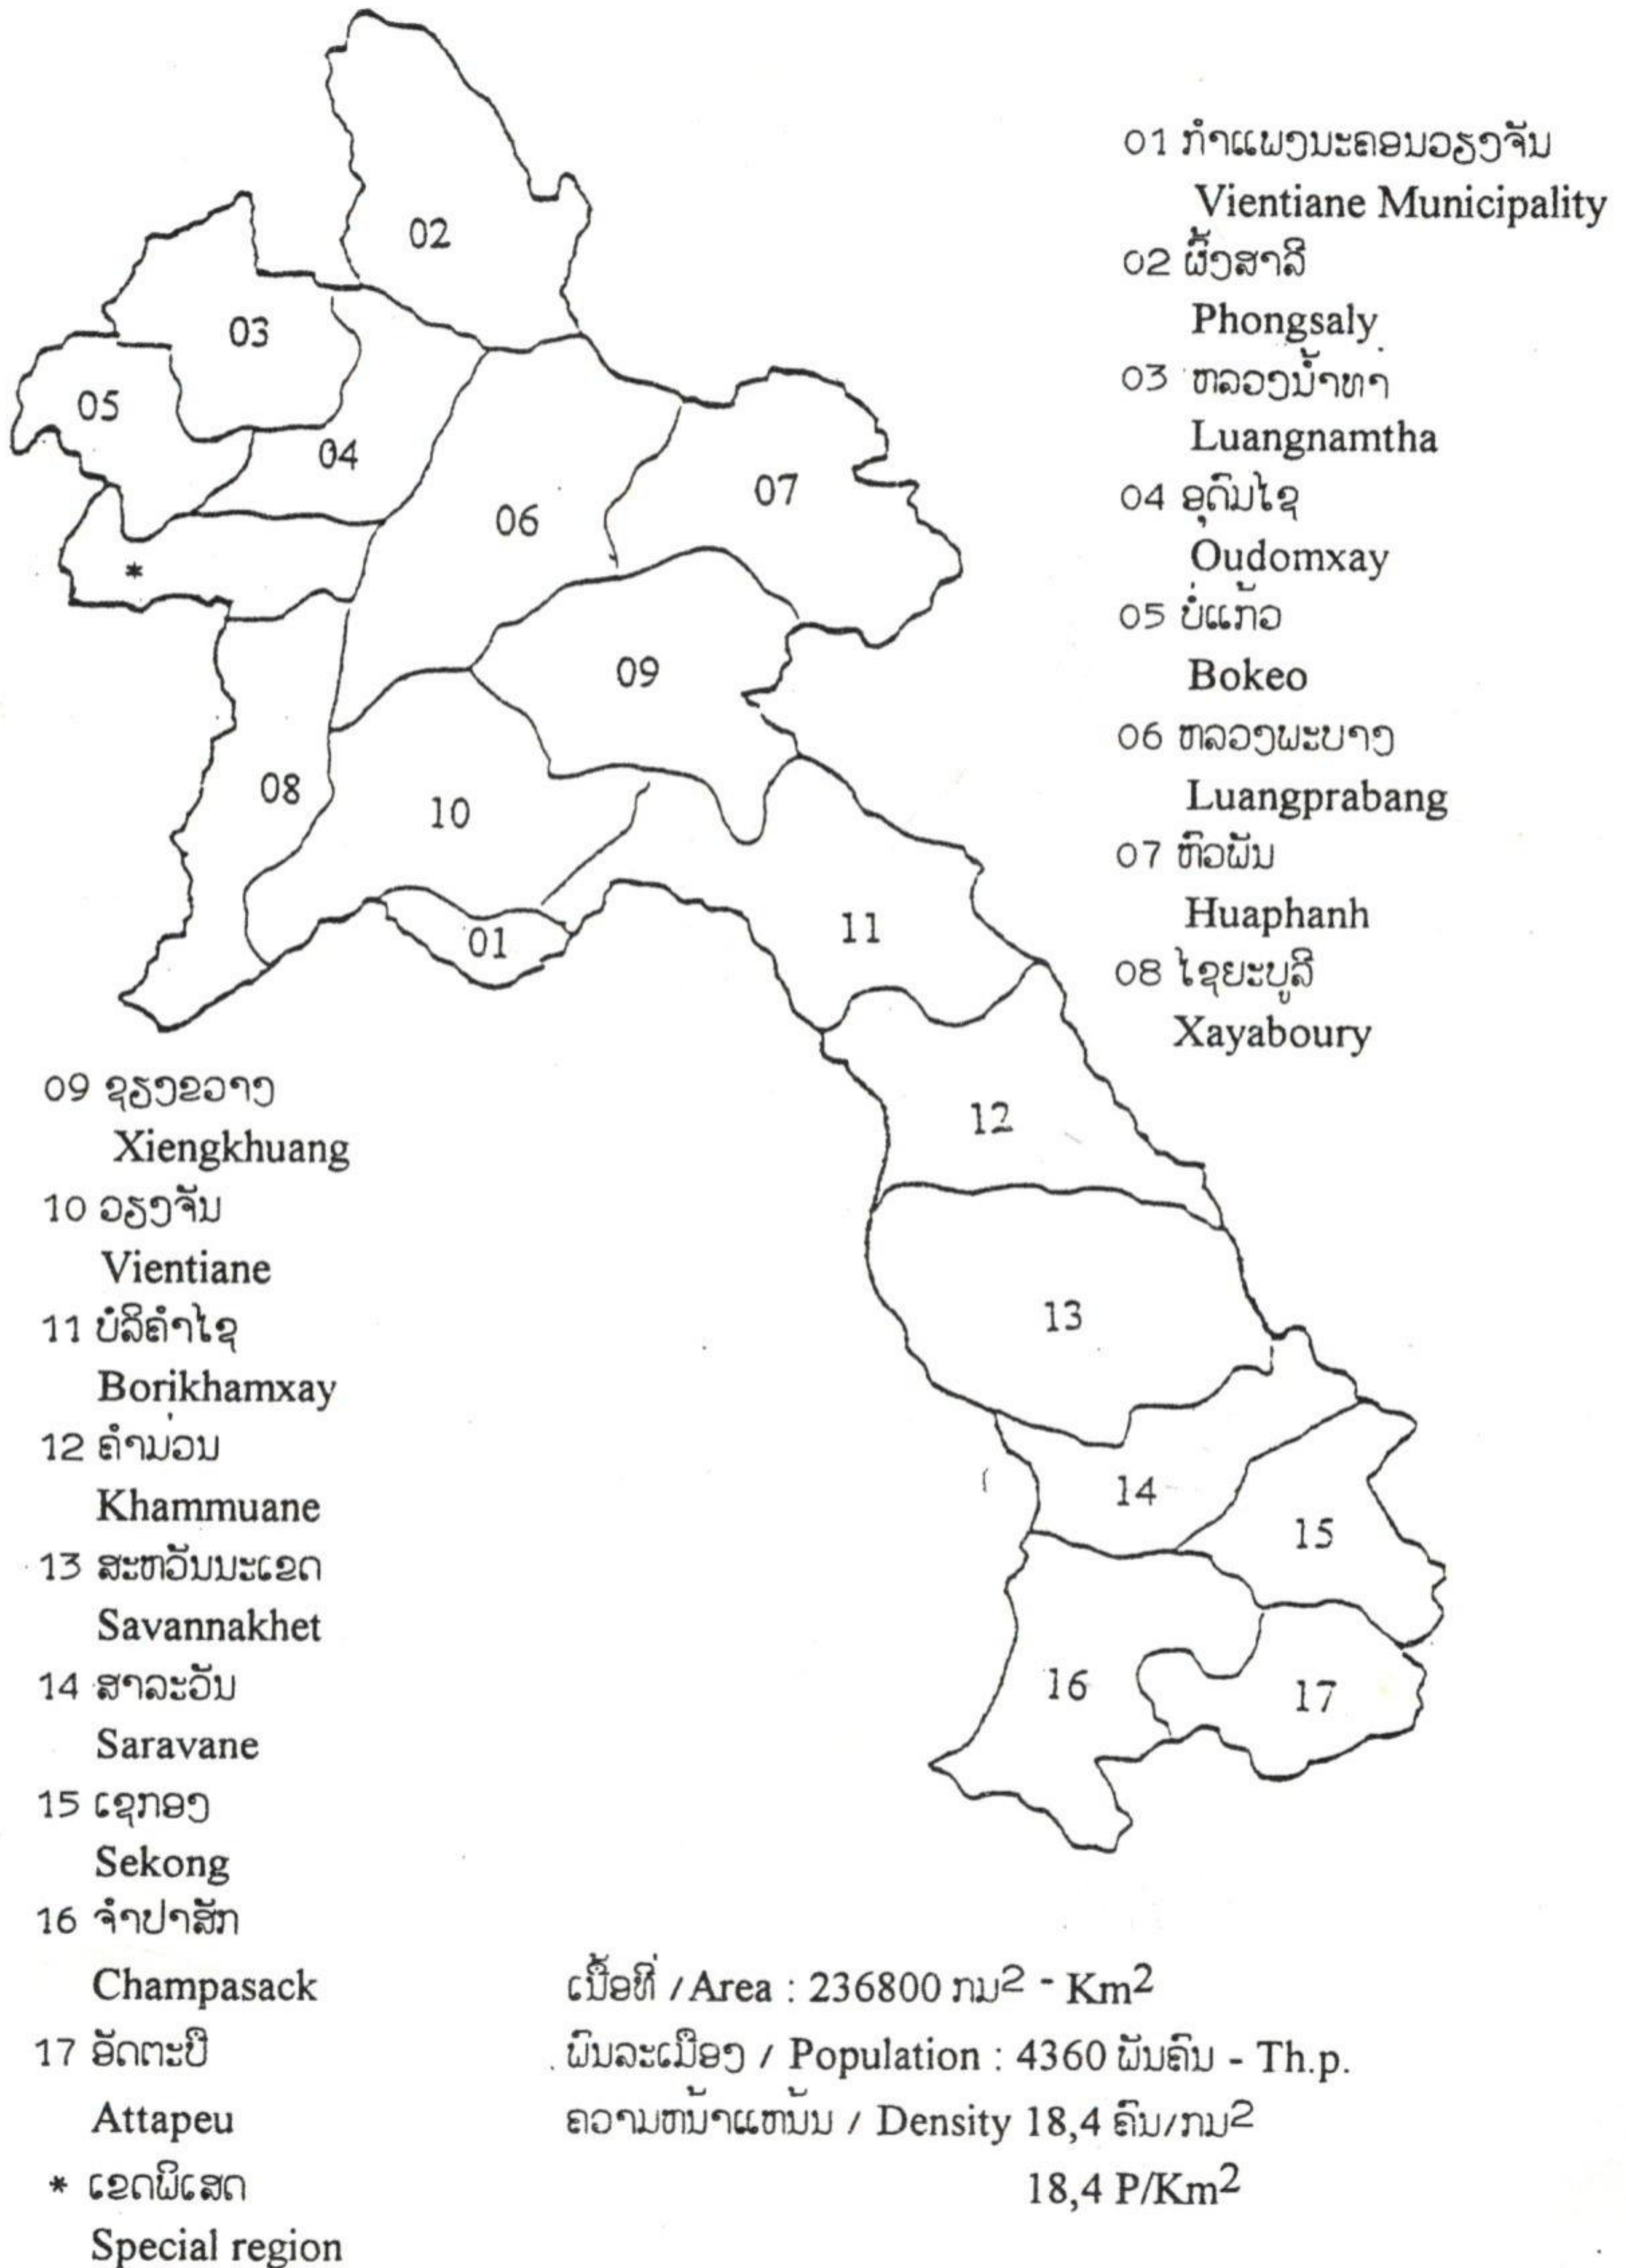 02
03
05
04
06
07
*
09
08
10
01
11
12
13
14
15
16
17
01 ກຳແພງນະຄອນວຽງຈັນ
Vientiane Municipality
02 ຜົ້ງສາລີ
Phongsaly
03 ຫລວງນ້ຳທາ
Luangnamtha
04 ອຸດົມໄຊ
Oudomxay
05 ບໍ່ແກ້ວ
Bokeo
06 ຫລວງພະບາງ
Luangprabang
07 ຫົວພັນ
Huaphanh
08 ໄຊຍະບູລີ
Xayaboury
09 ຊຽງຂວາງ
Xiengkhuang
10 ວຽງຈັນ
Vientiane
11 ບໍລິຄຳໄຊ
Borikhamxay
12 ຄຳມ່ວນ
Khammuane
13 ສະຫວັນນະເຂດ
Savannakhet
14 ສາລະວັນ
Saravane
15 ເຊກອງ
Sekong
16 ຈຳປາສັກ
Champasack
17 ອັດຕະປື
Attapeu
* ເຂດພິເສດ
Special region
ເນື້ອທີ່ / Area : 236800 ກມ2 - Km2
ພົນລະເມືອງ / Population : 4360 ພັນຄົນ - Th.p.
ຄວາມຫນ້າແຫນ້ນ / Density 18,4 ຄົນ/ກມ2
18,4 P/Km2